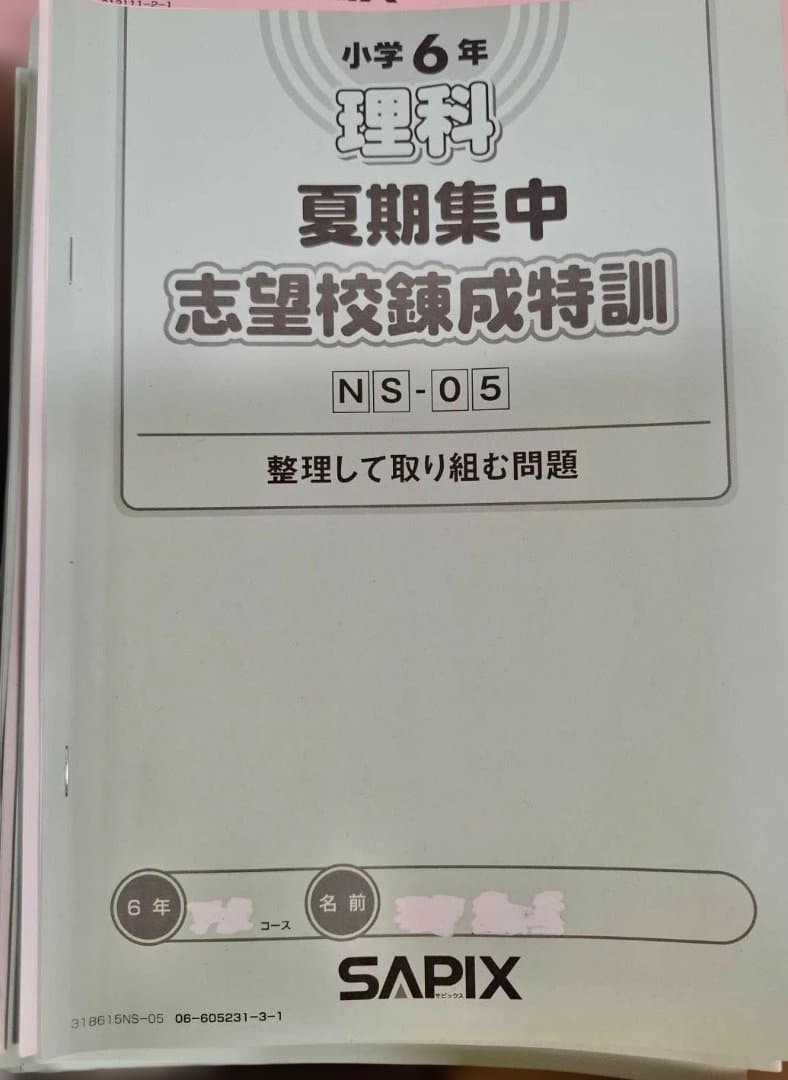 小学6年
理科
夏期集中
志望校錬成特訓
NS-05
整理して取り組む問題
6年 コース 名前
SAPIX
サピックス
318615NS-05 06-605231-3-1